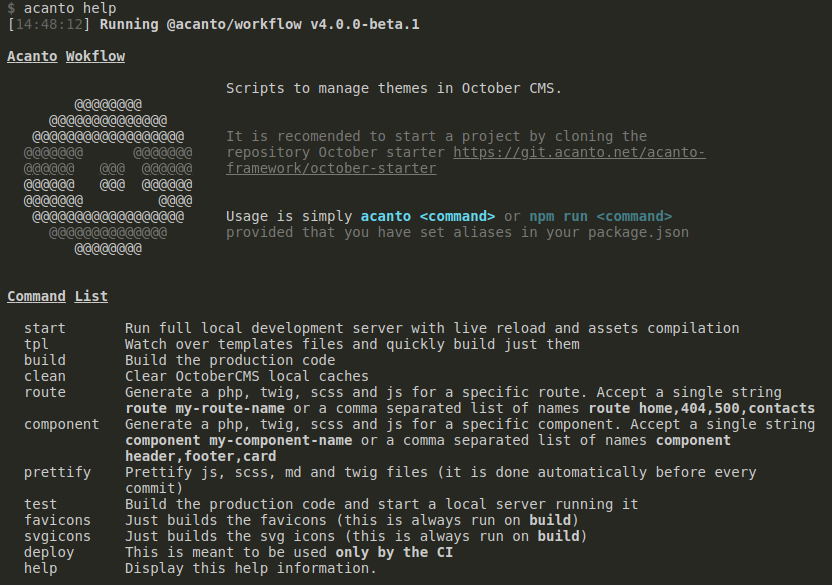 $ acanto help
[14:48:12] Running @acanto/workflow v4.0.0-beta.1
Acanto Wokflow
Scripts to manage themes in October CMS.
@@@@@@@@
@@@@@@@@@@@@@@
@@@@@@@@@@@@@@@@@@ It is recomended to start a project by cloning the
@@@@@@@ @@@@@@@ repository October starter https://git.acanto.net/acanto-
@@@@@@ @@@ @@@@@@ framework/october-starter
@@@@@@ @@@ @@@@@@
@@@@@@@ @@@@
@@@@@@@@@@@@@@@@@@ Usage is simply acanto <command> or npm run <command>
@@@@@@@@@@@@@@ provided that you have set aliases in your package.json
@@@@@@@@
Command List
start Run full local development server with live reload and assets compilation
tpl Watch over templates files and quickly build just them
build Build the production code
clean Clear OctoberCMS local caches
route Generate a php, twig, scss and js for a specific route. Accept a single string
route my-route-name or a comma separated list of names route home,404,500,contacts
component Generate a php, twig, scss and js for a specific component. Accept a single string
component my-component-name or a comma separated list of names component
header,footer,card
prettify Prettify js, scss, md and twig files (it is done automatically before every
commit)
test Build the production code and start a local server running it
favicons Just builds the favicons (this is always run on build)
svgicons Just builds the svg icons (this is always run on build)
deploy This is meant to be used only by the CI
help Display this help information.